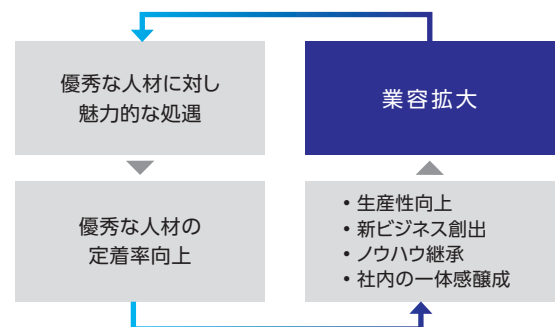 優秀な人材に対し
魅力的な処遇
業容拡大
優秀な人材の
定着率向上
• 生産性向上
• 新ビジネス創出
• ノウハウ継承
• 社内の一体感醸成